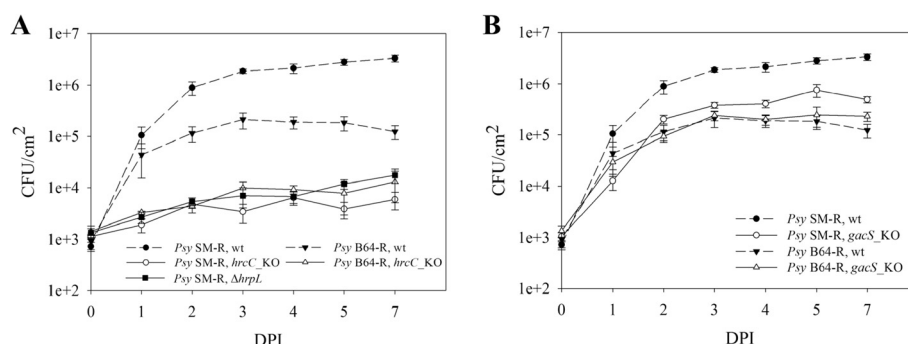 A
1e+7
1e+6
1e+5
1e+4
1e+3
1e+2
CFU/cm²
Psy SM-R, wt
Psy B64-R, wt
Psy SM-R, hrcC_KO
Psy B64-R, hrcC_KO
Psy SM-R, ΔhrpL
0 1 2 3 4 5 7
DPI
B
1e+7
1e+6
1e+5
1e+4
1e+3
1e+2
CFU/cm²
Psy SM-R, wt
Psy SM-R, gacS_KO
Psy B64-R, wt
Psy B64-R, gacS_KO
0 1 2 3 4 5 7
DPI